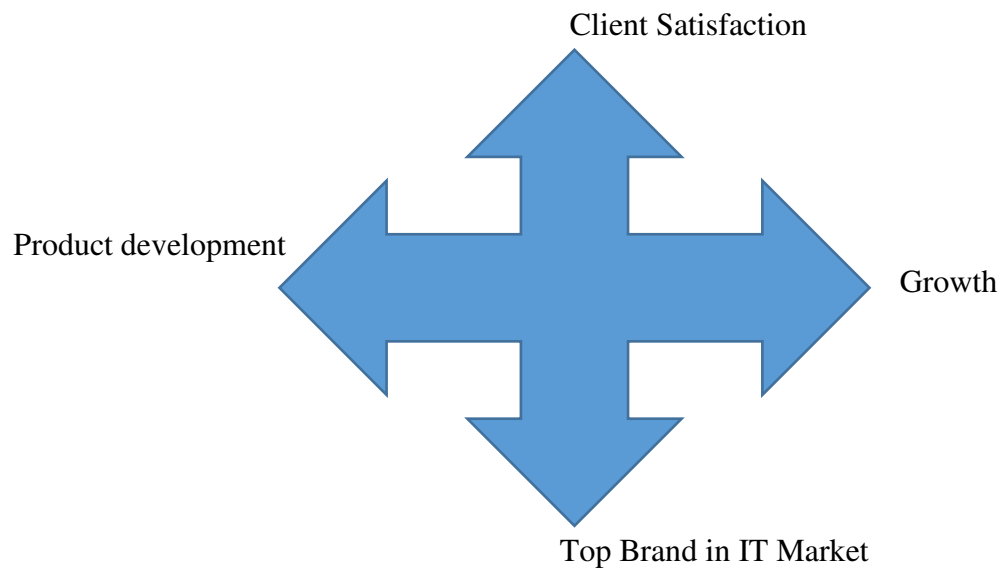 Client Satisfaction
Product development
Growth
Top Brand in IT Market